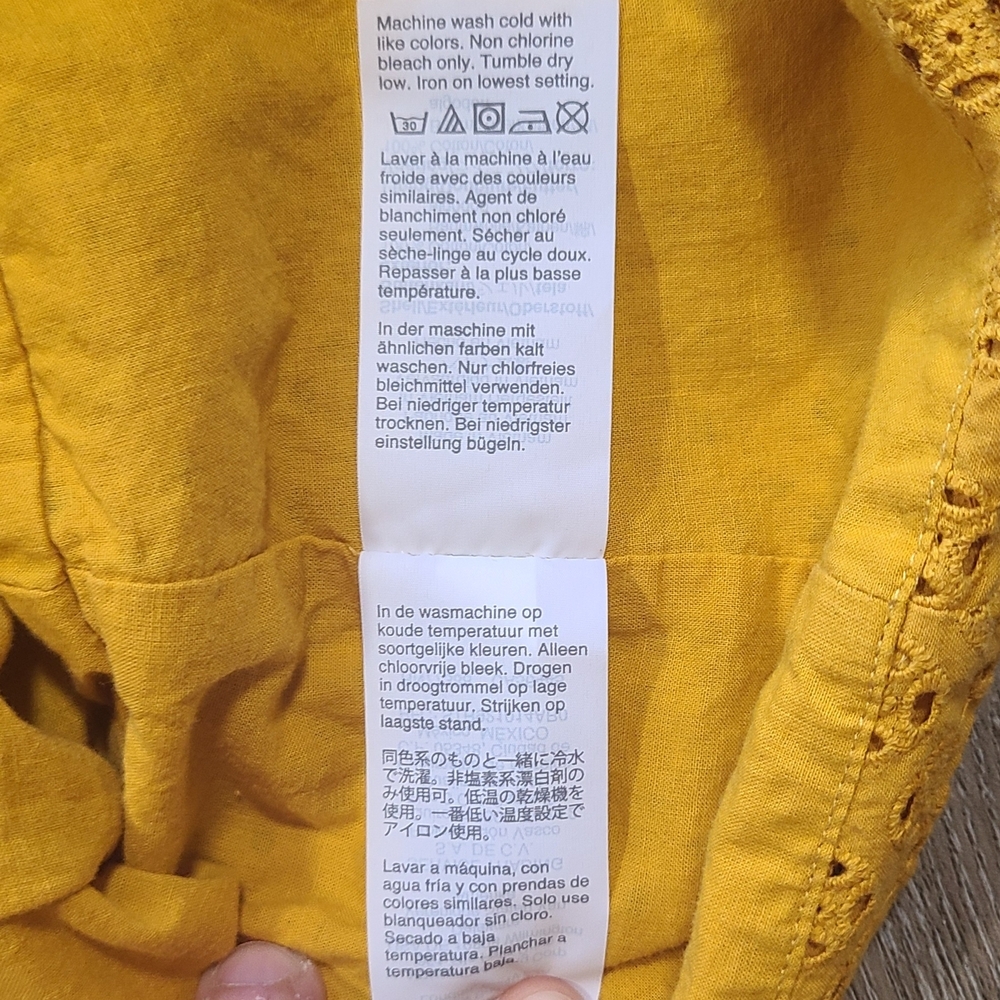 Machine wash cold with
like colors. Non chlorine
bleach only. Tumble dry
low. Iron on lowest setting.
30
Laver à la machine à l'eau
froide avec des couleurs
similaires. Agent de
blanchiment non chloré
seulement. Sécher au
sèche-linge au cycle doux.
Repasser à la plus basse
température.
In der maschine mit
ähnlichen farben kalt
waschen. Nur chlorfreies
bleichmittel verwenden.
Bei niedriger temperatur
trocknen. Bei niedrigster
einstellung bügeln.
In de wasmachine op
koude temperatuur met
soortgelijke kleuren. Alleen
chloorvrije bleek. Drogen
in droogtrommel op lage
temperatuur. Strijken op
laagste stand.
同色系のものと一緒に冷水
で洗濯。非塩素系漂白剤の
み使用可。低温の乾燥機を
使用。一番低い温度設定で
アイロン使用。
Lavar a máquina, con
agua fría y con prendas de
colores similares. Solo use
blanqueador sin cloro.
Secado a baja
temperatura. Planchar a
temperatura baja.